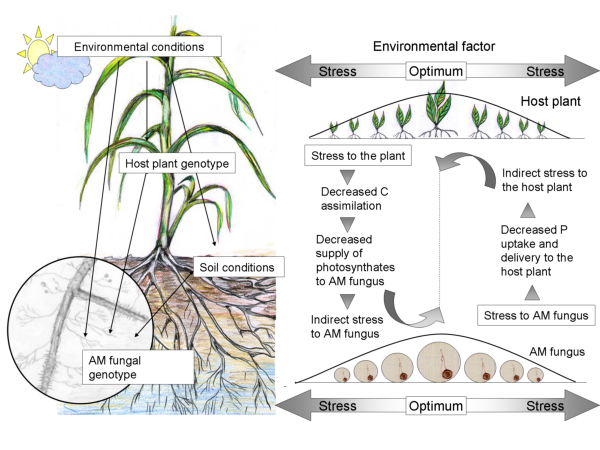 Environmental conditions
Host plant genotype
Soil conditions
AM fungal
genotype
Environmental factor
Stress
Optimum
Stress
Host plant
Stress to the plant
Decreased C
assimilation
Decreased
supply of
photosynthates
to AM fungus
Indirect stress
to AM fungus
Indirect stress to
the host plant
Decreased P
uptake and
delivery to the
host plant
Stress to AM fungus
AM fungus
Stress
Optimum
Stress